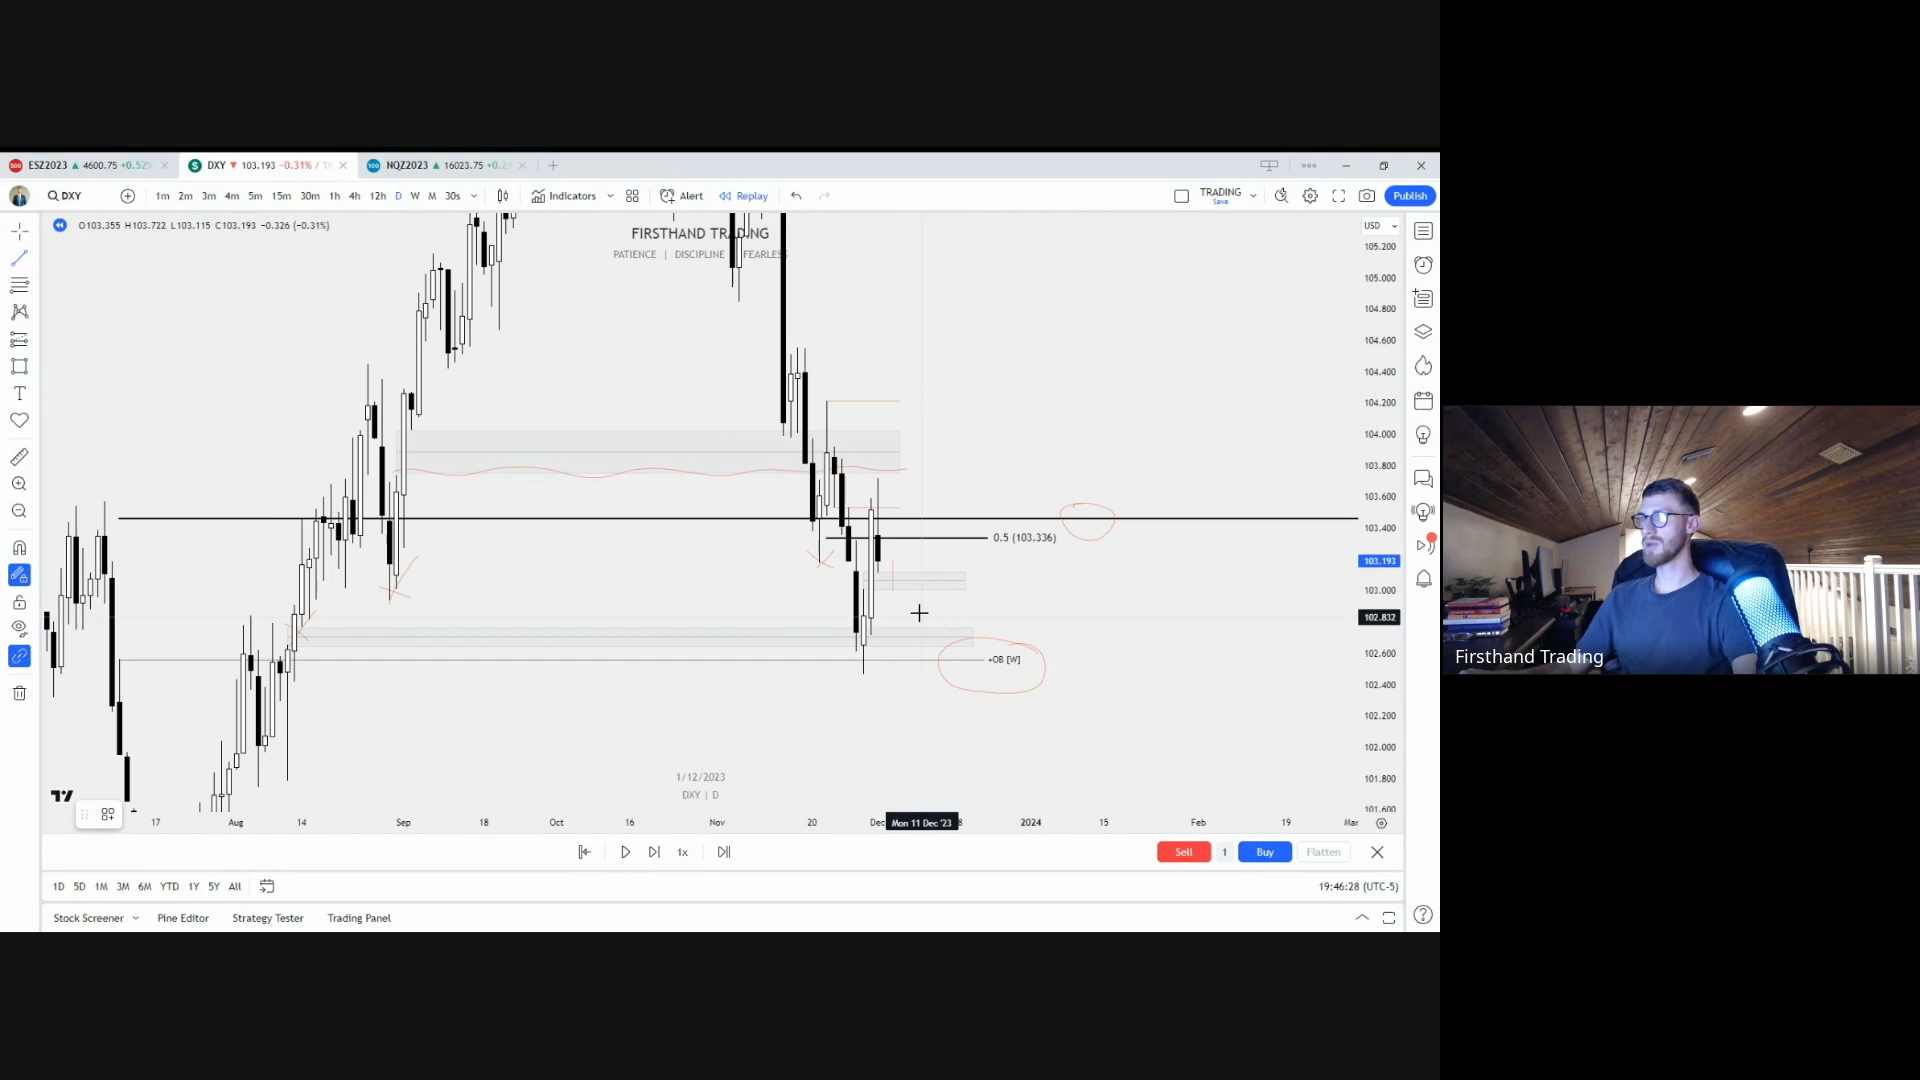 ESZ2023 ▲ 4600.75 +0.52%
DXY ▼ 103.193 −0.31% /
NQZ2023 ▲ 16023.75
DXY
1m 2m 3m 4m 5m 15m 30m 1h 4h 12h D W M 30s
Indicators
Alert
Replay
TRADING
Save
Publish
O103.355 H103.722 L103.115 C103.193 −0.326 (−0.31%)
USD
FIRSTHAND TRADING
PATIENCE | DISCIPLINE | FEARLESS
105.200
105.000
104.800
104.600
104.400
104.200
104.000
103.800
103.600
103.400
0.5 (103.336)
103.193
103.000
102.832
102.600
+OB [W]
102.400
102.200
102.000
101.800
101.600
1/12/2023
DXY | D
17 Aug 14 Sep 18 Oct 16 Nov 20 Dec Mon 11 Dec '23 2024 15 Feb 19 Mar
1x
Sell 1 Buy Flatten
1D 5D 1M 3M 6M YTD 1Y 5Y All
19:46:28 (UTC-5)
Stock Screener Pine Editor Strategy Tester Trading Panel
Firsthand Trading